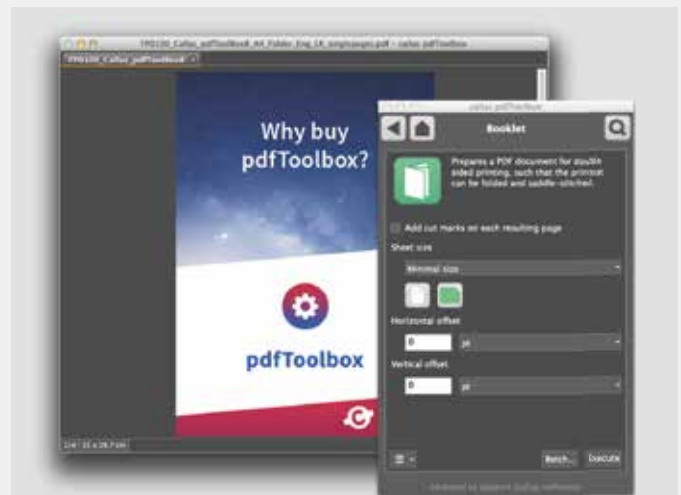 callas pdfToolbox
Why buy
pdfToolbox?
pdfToolbox
callas pdfToolbox
Booklet
Prepares a PDF document for double
sided printing, such that the printout
can be folded and saddle-stitched.
Add cut marks on each resulting page
Sheet size
Minimal size
Horizontal offset
0 pt
Vertical offset
0 pt
Batch... Execute